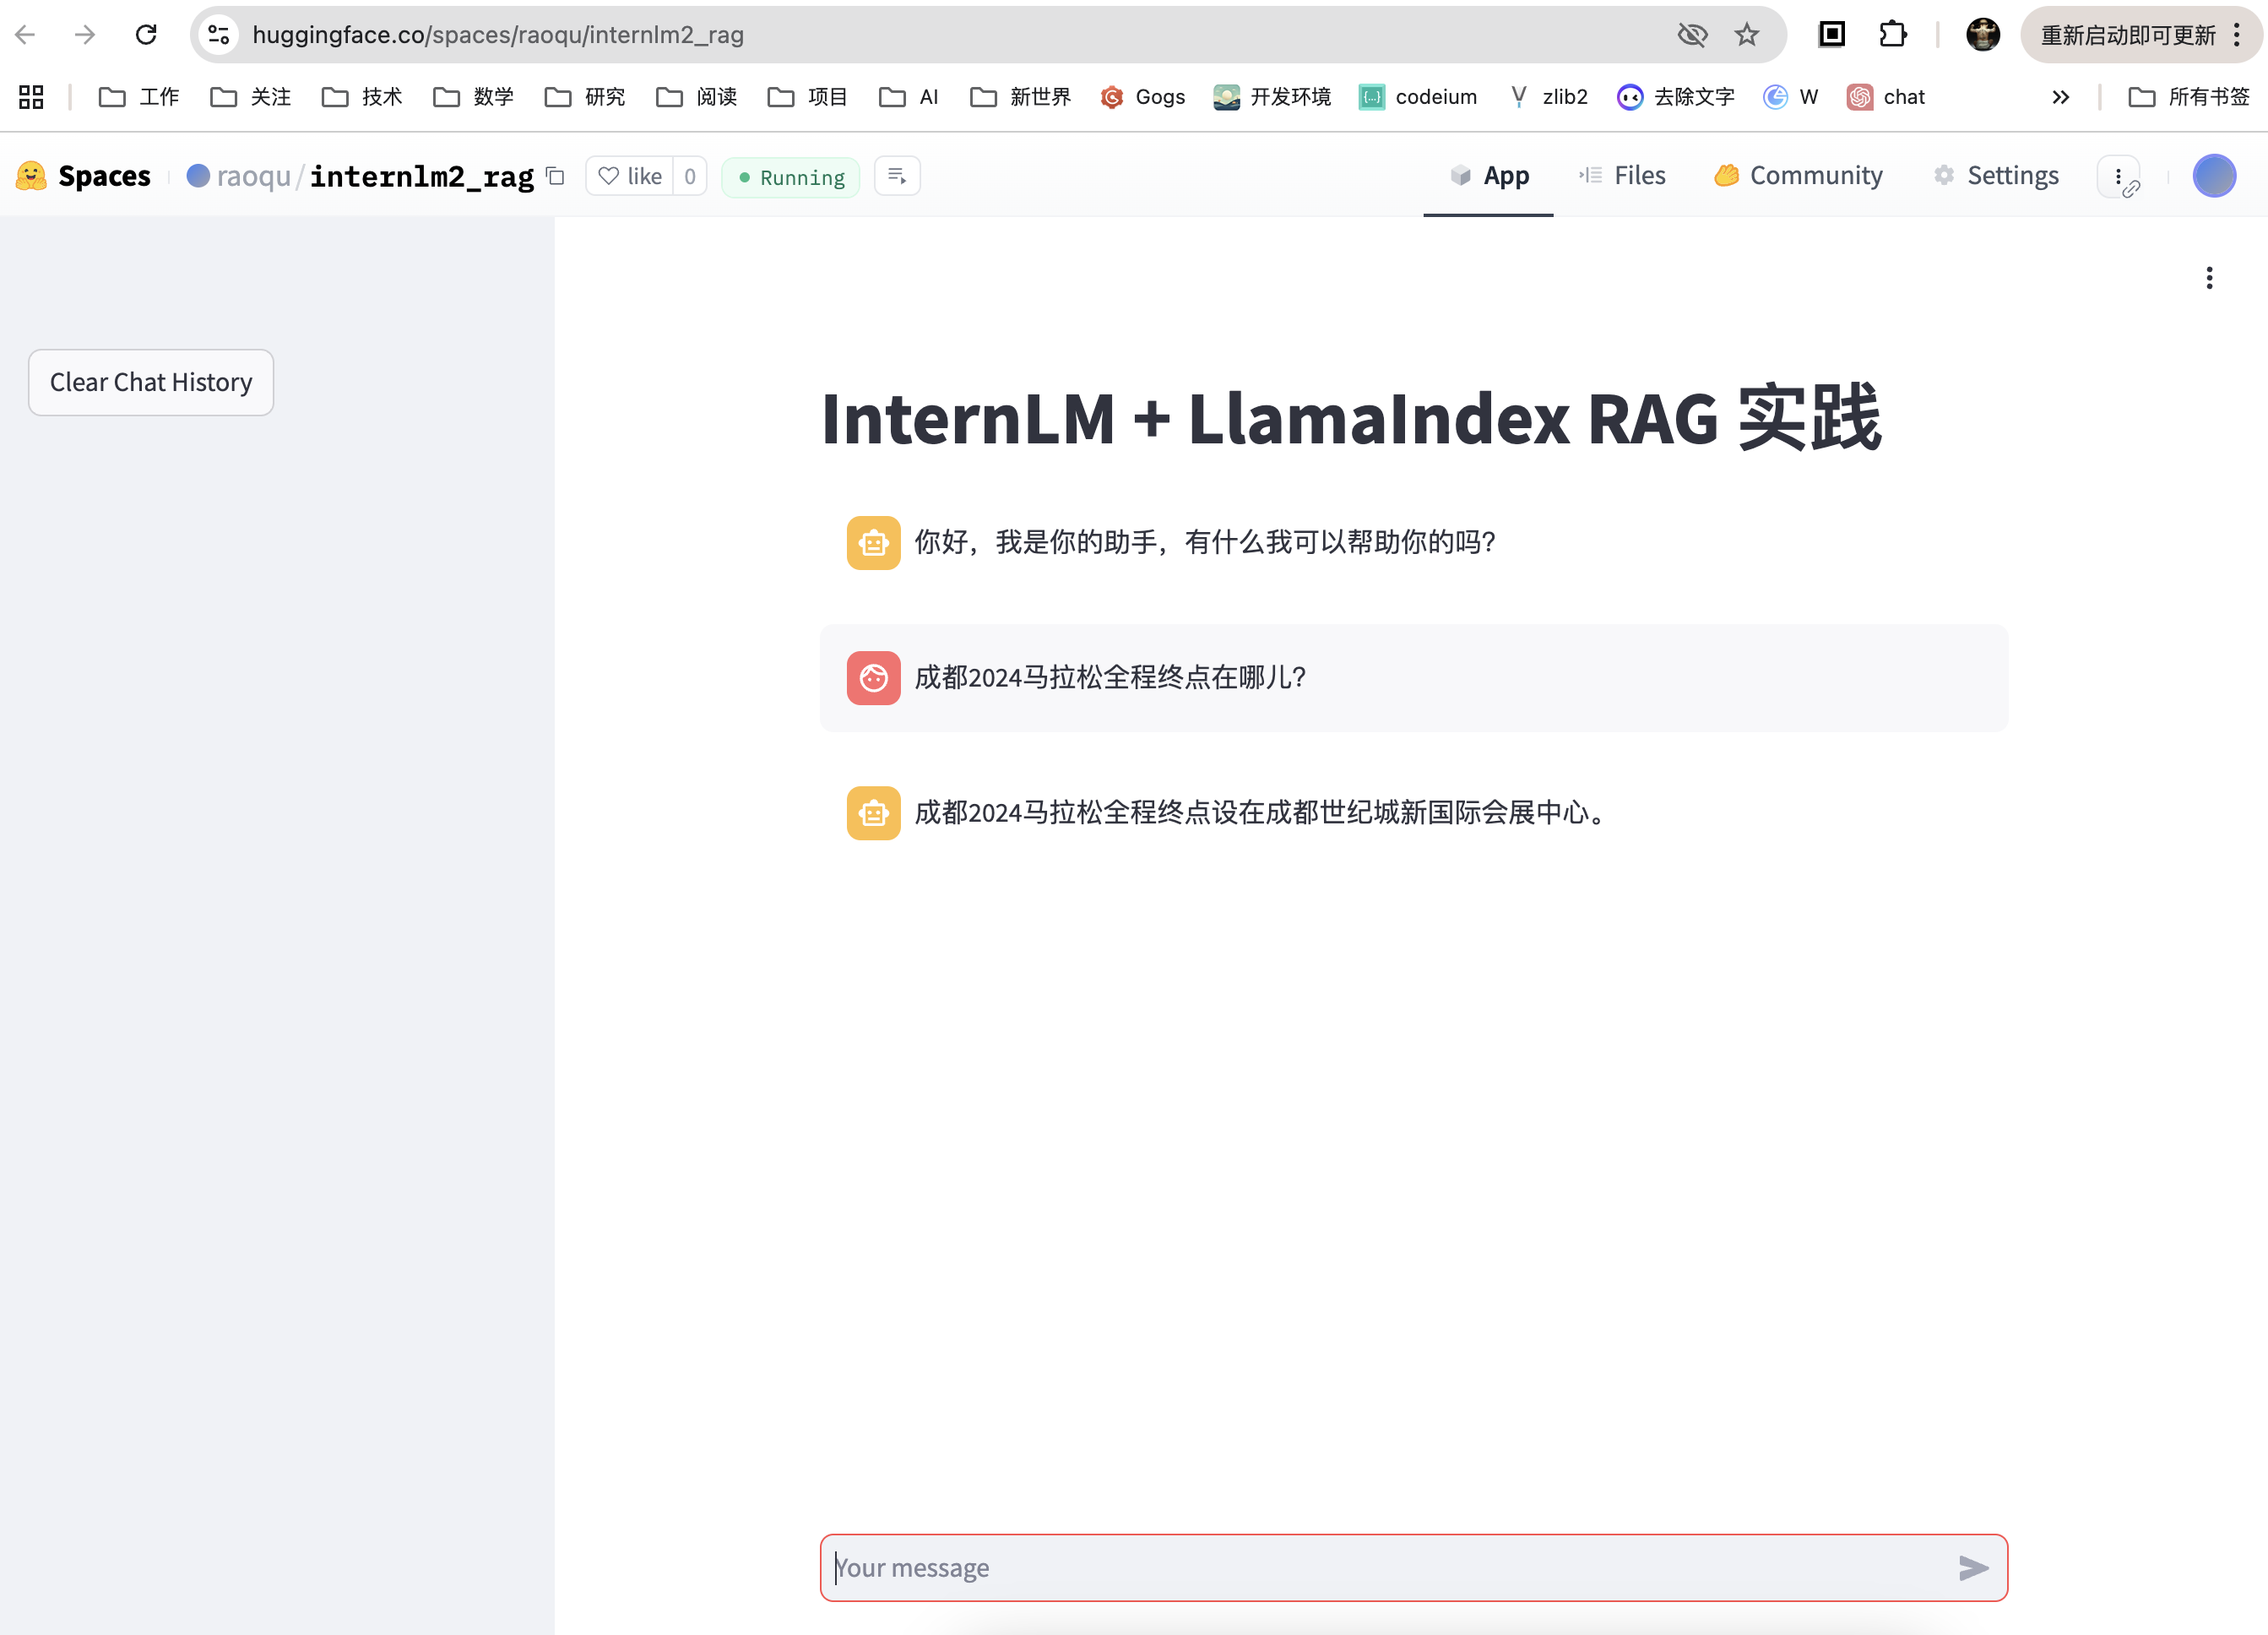 huggingface.co/spaces/raoqu/internlm2_rag
重新启动即可更新
工作 关注 技术 数学 研究 阅读 项目 AI 新世界 Gogs 开发环境 codeium zlib2 去除文字 W chat 所有书签
Spaces raoqu/internlm2_rag like 0 Running App Files Community Settings
Clear Chat History
InternLM + LlamaIndex RAG 实践
你好，我是你的助手，有什么我可以帮助你的吗？
成都2024马拉松全程终点在哪儿？
成都2024马拉松全程终点设在成都世纪城新国际会展中心。
Your message